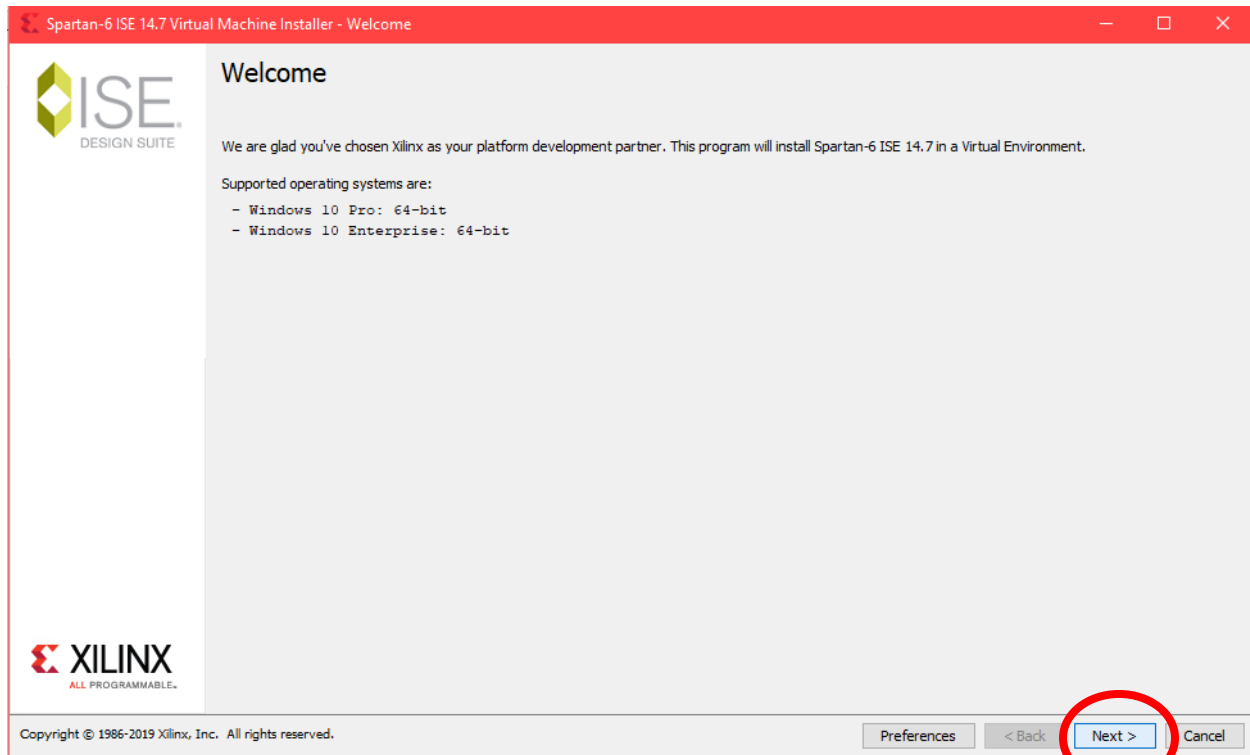 Spartan-6 ISE 14.7 Virtual Machine Installer - Welcome
ISE®
DESIGN SUITE
Welcome
We are glad you've chosen Xilinx as your platform development partner. This program will install Spartan-6 ISE 14.7 in a Virtual Environment.
Supported operating systems are:
- Windows 10 Pro: 64-bit
- Windows 10 Enterprise: 64-bit
XILINX
ALL PROGRAMMABLE™
Copyright © 1986-2019 Xilinx, Inc. All rights reserved.
Preferences
< Back
Next >
Cancel